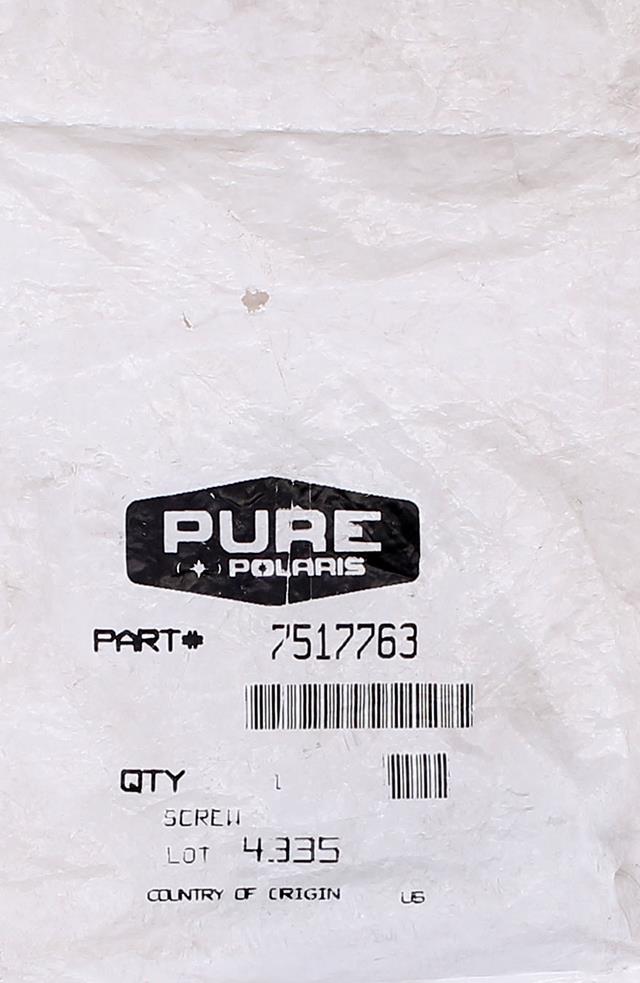 PURE
POLARIS
PART# 7517763
QTY 1
SCREW
LOT 4.335
COUNTRY OF ORIGIN US